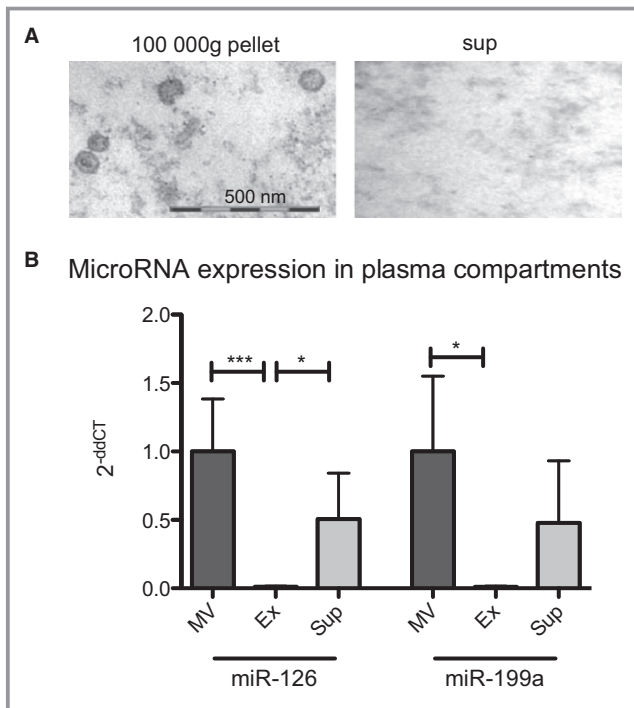 A
100 000g pellet
sup
500 nm
B
MicroRNA expression in plasma compartments
2.0
1.5
1.0
0.5
0.0
2-ddCT
*** * *
MV Ex Sup MV Ex Sup
miR-126 miR-199a